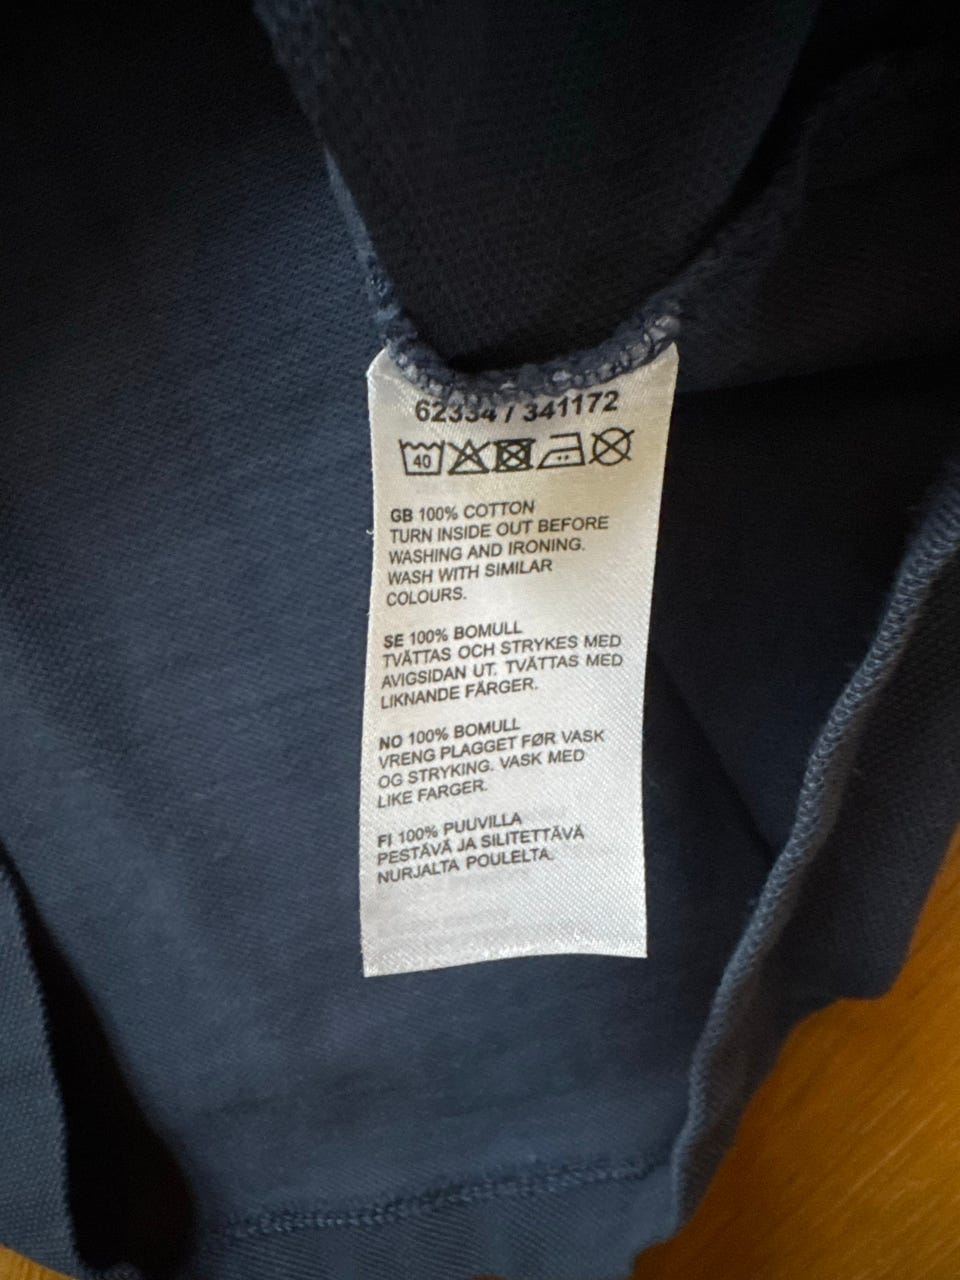 62334 / 341172
40
GB 100% COTTON
TURN INSIDE OUT BEFORE
WASHING AND IRONING.
WASH WITH SIMILAR
COLOURS.
SE 100% BOMULL
TVÄTTAS OCH STRYKES MED
AVIGSIDAN UT. TVÄTTAS MED
LIKNANDE FÄRGER.
NO 100% BOMULL
VRENG PLAGGET FØR VASK
OG STRYKING. VASK MED
LIKE FARGER.
FI 100% PUUVILLA
PESTÄVÄ JA SILITETTÄVÄ
NURJALTA POULELTA.